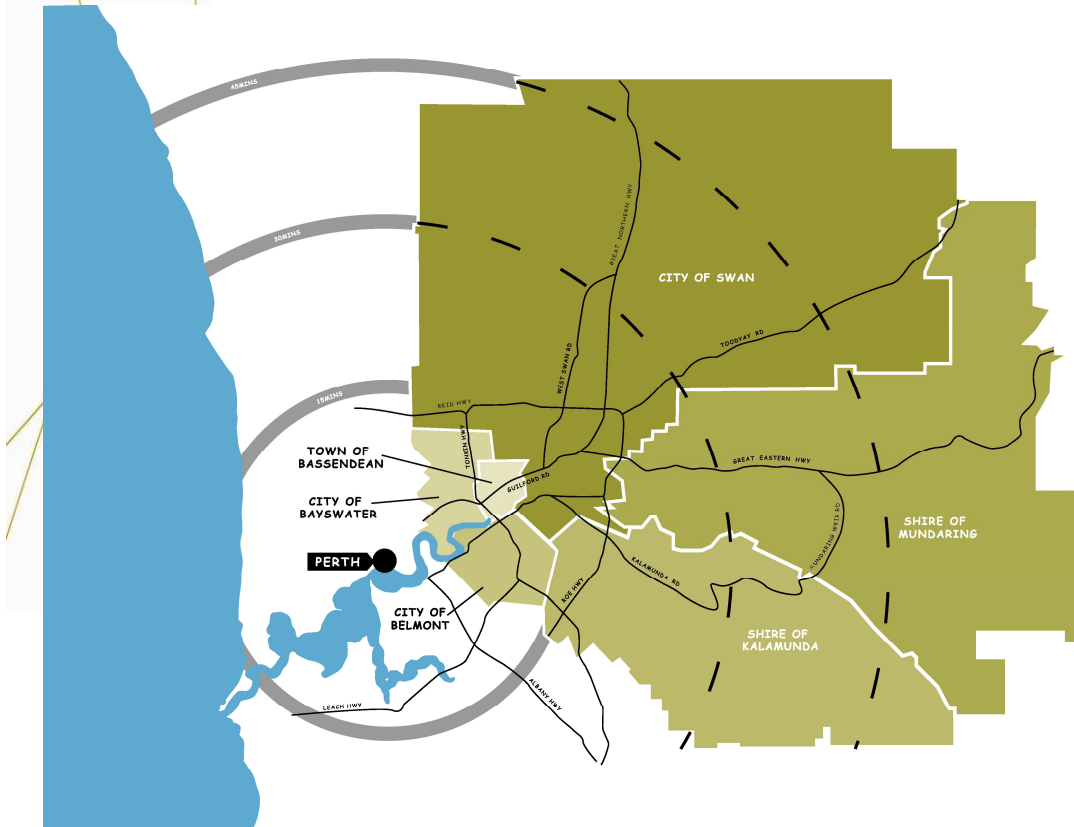 45MINS
30MINS
15MINS
GREAT NORTHERN HWY
CITY OF SWAN
TOODYAY RD
WEST SWAN RD
REID HWY
TONKIN HWY
TOWN OF
BASSENDEAN
GUILFORD RD
GREAT EASTERN HWY
CITY OF
BAYSWATER
MUNDARING WEIR RD
SHIRE OF
MUNDARING
PERTH
KALAMUNDA RD
ROE HWY
CITY OF
BELMONT
SHIRE OF
KALAMUNDA
ALBANY HWY
LEACH HWY